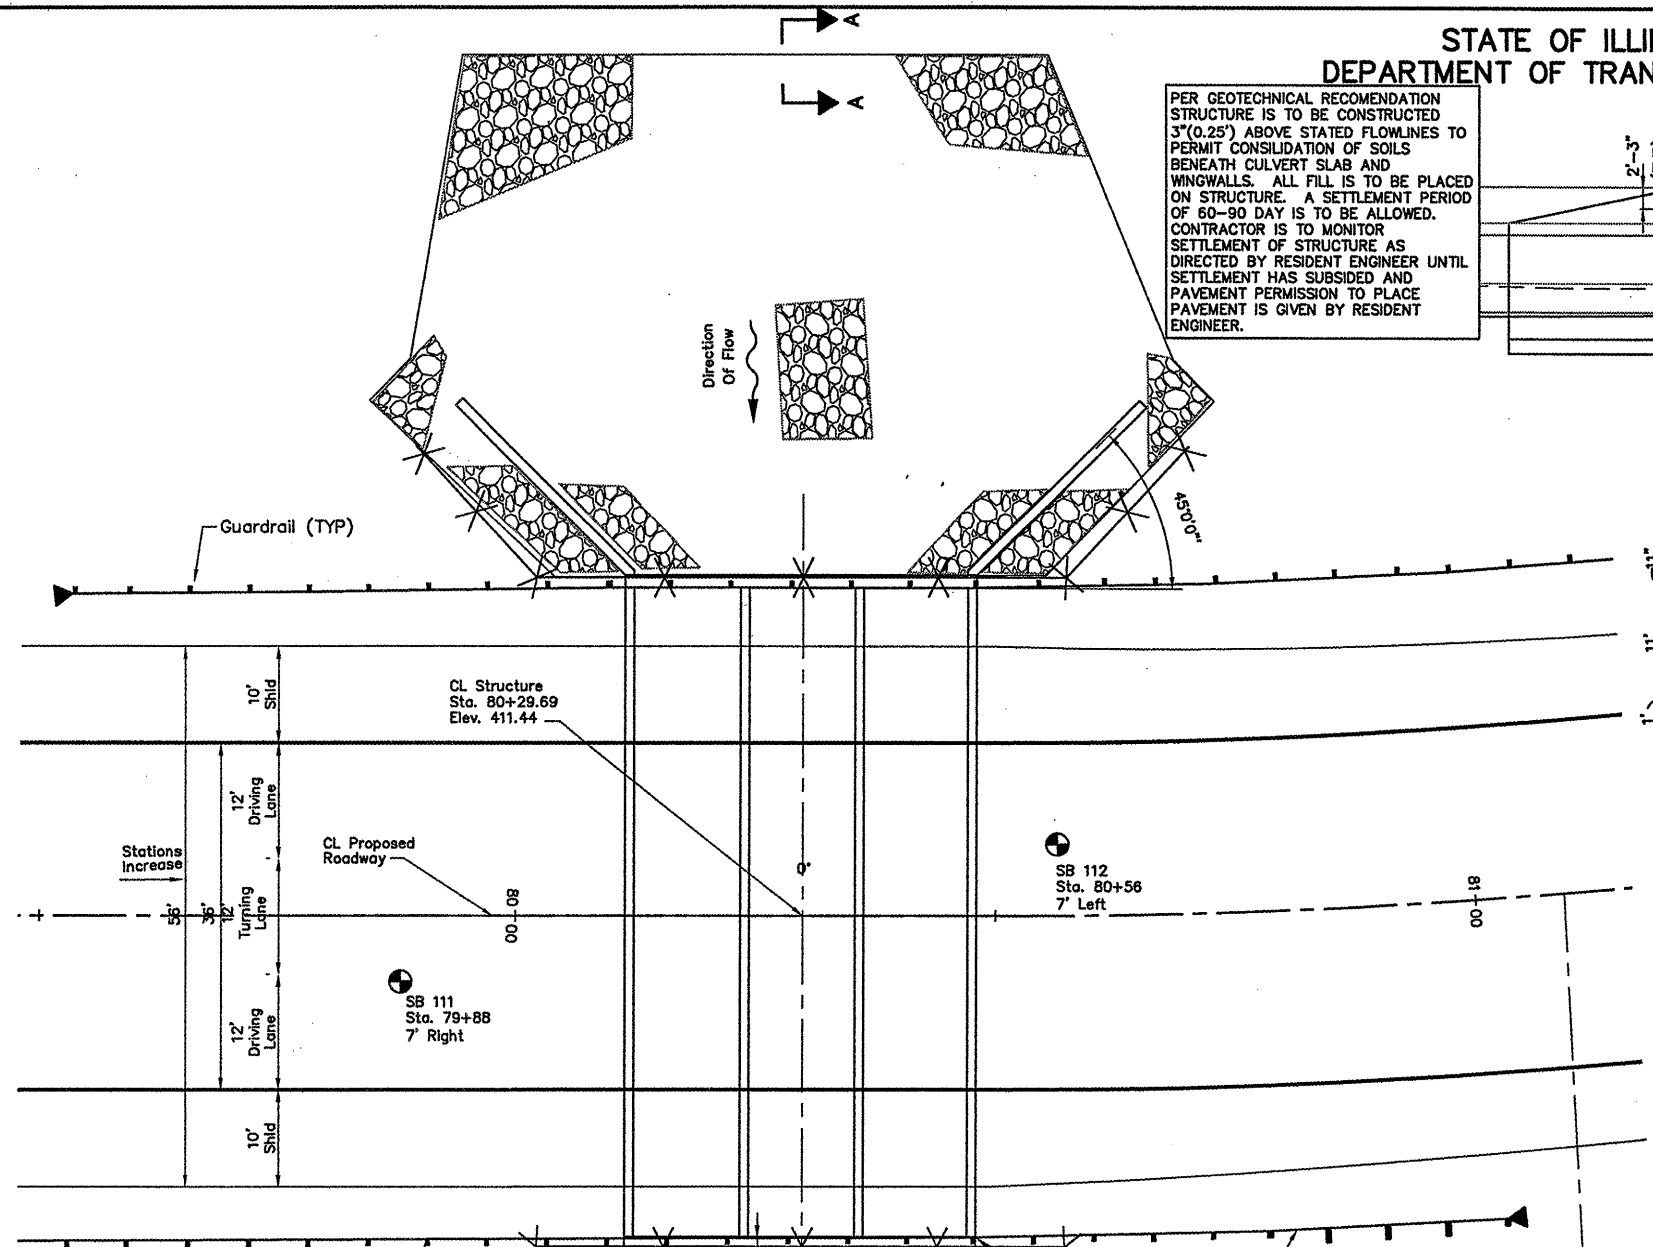 A
A
STATE OF ILLI
DEPARTMENT OF TRAN
PER GEOTECHNICAL RECOMENDATION
STRUCTURE IS TO BE CONSTRUCTED
3"(0.25') ABOVE STATED FLOWLINES TO
PERMIT CONSILIDATION OF SOILS
BENEATH CULVERT SLAB AND
WINGWALLS. ALL FILL IS TO BE PLACED
ON STRUCTURE. A SETTLEMENT PERIOD
OF 60-90 DAY IS TO BE ALLOWED.
CONTRACTOR IS TO MONITOR
SETTLEMENT OF STRUCTURE AS
DIRECTED BY RESIDENT ENGINEER UNTIL
SETTLEMENT HAS SUBSIDED AND
PAVEMENT PERMISSION TO PLACE
PAVEMENT IS GIVEN BY RESIDENT
ENGINEER.
2'-3"
Direction
Of Flow
45°0'0"
Guardrail (TYP)
11'
1'
10'
Shld
CL Structure
Sta. 80+29.69
Elev. 411.44
12'
Driving
Lane
CL Proposed
Roadway
Stations
Increase
0°
SB 112
Sta. 80+56
7' Left
56'
36'
12'
Turning
Lane
80
00
81
00
SB 111
Sta. 79+88
7' Right
12'
Driving
Lane
10'
Shld